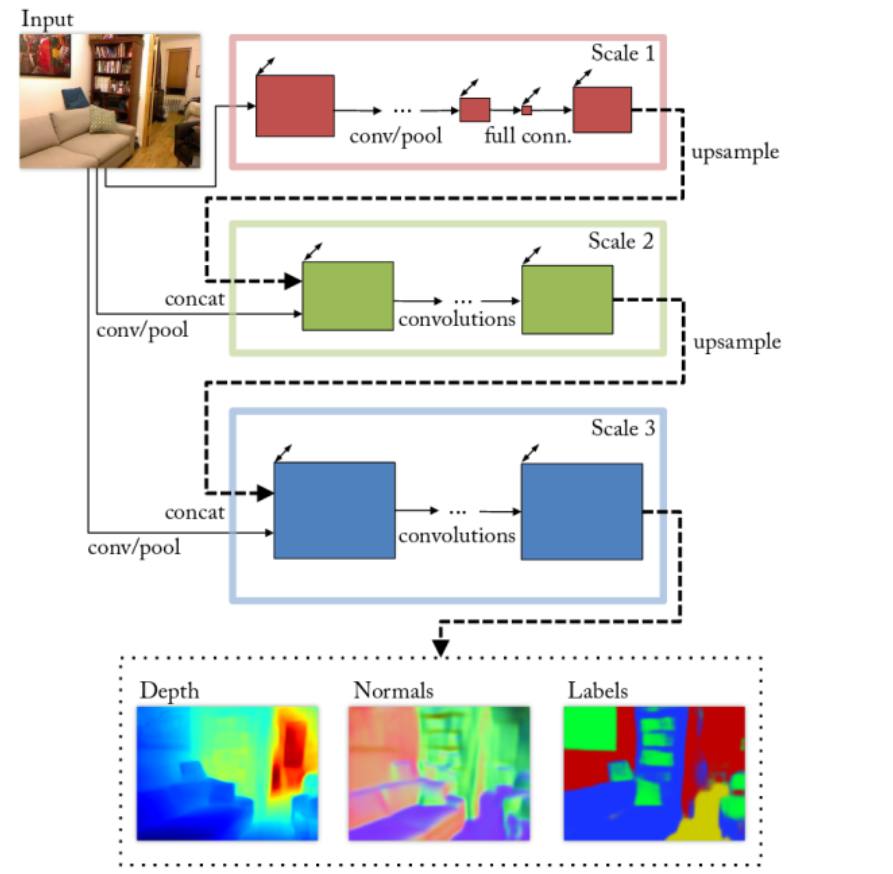 Input
Scale 1
...
conv/pool
full conn.
upsample
Scale 2
concat
...
conv/pool
convolutions
upsample
Scale 3
concat
...
conv/pool
convolutions
Depth
Normals
Labels